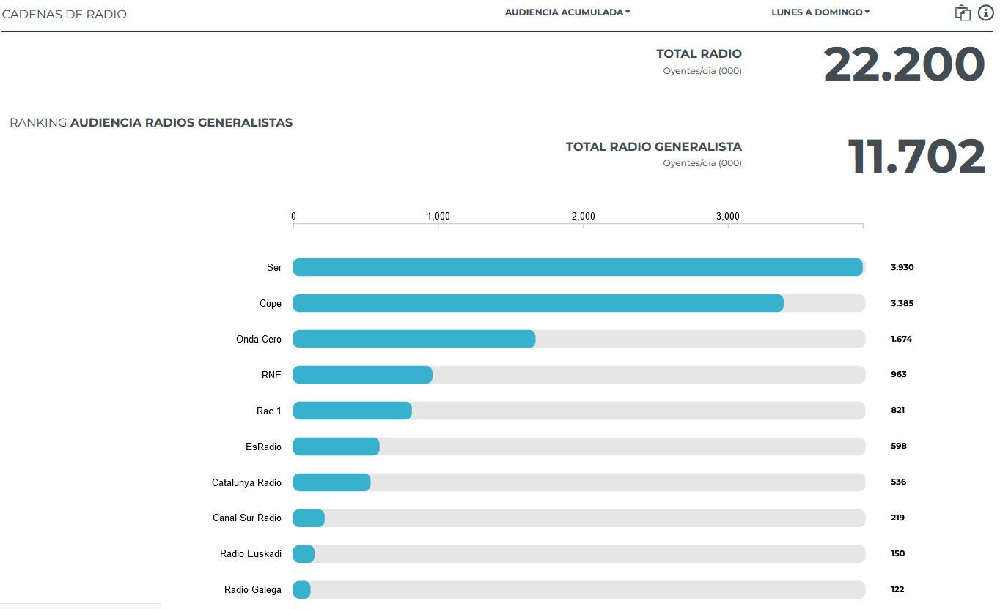 CADENAS DE RADIO AUDIENCIA ACUMULADA LUNES A DOMINGO
TOTAL RADIO 22.200
Oyentes/dia (000)
RANKING AUDIENCIA RADIOS GENERALISTAS
TOTAL RADIO GENERALISTA 11.702
Oyentes/dia (000)
0 1,000 2,000 3,000
Ser 3.930
Cope 3.385
Onda Cero 1.674
RNE 963
Rac 1 821
EsRadio 598
Catalunya Radio 536
Canal Sur Radio 219
Radio Euskadi 150
Radio Galega 122